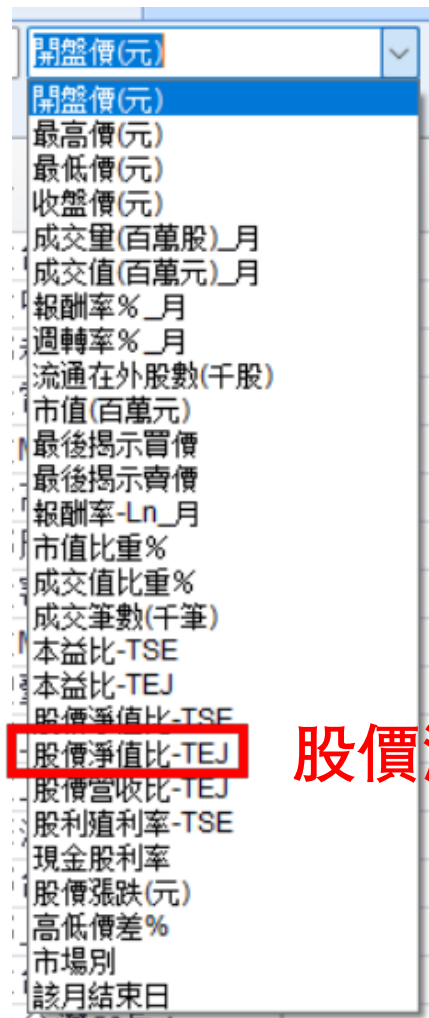 開盤價(元)
開盤價(元)
最高價(元)
最低價(元)
收盤價(元)
成交量(百萬股)_月
成交值(百萬元)_月
報酬率%_月
週轉率%_月
流通在外股數(千股)
市值(百萬元)
最後揭示買價
最後揭示賣價
報酬率-Ln_月
市值比重%
成交值比重%
成交筆數(千筆)
本益比-TSE
本益比-TEJ
股價淨值比-TSE
股價淨值比-TEJ
股價
股價營收比-TEJ
股利殖利率-TSE
現金股利率
股價漲跌(元)
高低價差%
市場別
該月結束日